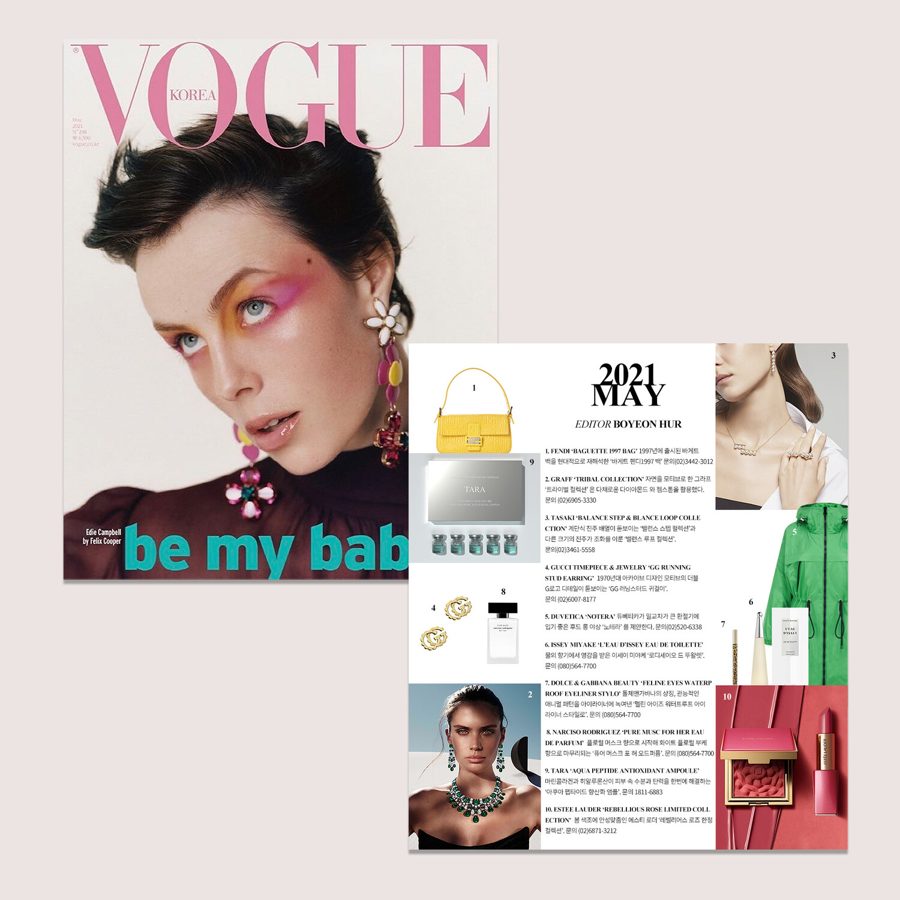 VOGUE
KOREA
May.
2021
vogue.co.kr
Edie Campbell
by Felix Cooper
be my bab
2021
MAY
EDITOR BOYEON HUR
1
1. FENDI ‘BAGUETTE 1997 BAG’ 1997년에 출시된 바게트
백을 현대적으로 재해석한 ‘바게트 펜디1997 백’ 문의(02)3442-3012
2. GRAFF ‘TRIBAL COLLECTION’ 자연을 모티브로 한 그라프
‘트라이벌 컬렉션’ 은 다채로운 다이아몬드 와 젬스톤을 활용했다.
문의 (02)6905-3330
3. TASAKI ‘BALANCE STEP & BLANCE LOOP COLLE
CTION’ 계단식 진주 배열이 돋보이는 ‘밸런스 스텝 컬렉션’과
다른 크기의 진주가 조화를 이룬 ‘밸런스 루프 컬렉션’.
문의(02)3461-5558
4. GUCCI TIMEPIECE & JEWELRY ‘GG RUNNING
STUD EARRING’ 1970년대 아카이브 디자인 모티브의 더블
G로고 디테일이 돋보이는 ‘GG 러닝스터드 귀걸이’.
문의 (02)6007-8177
5. DUVETICA ‘NOTERA’ 듀베티카가 일교차가 큰 환절기에
입기 좋은 후드 롱 야상 ‘노테라’ 를 제안한다. 문의(02)520-6338
6. ISSEY MIYAKE ‘L’EAU D’ISSEY EAU DE TOILETTE’
물의 향기에서 영감을 받은 이세이 미야케 ‘로디세이오 드 뚜왈렛’.
문의 (080)564-7700
7. DOLCE & GABBANA BEAUTY ‘FELINE EYES WATERP
ROOF EYELINER STYLO’ 돌체앤가바나의 상징, 관능적인
애니멀 패턴을 아이라이너에 녹여낸 ‘펠린 아이즈 워터프루프 아이
라이너 스타일로’. 문의 (080)564-7700
8. NARCISO RODRIGUEZ ‘PURE MUSC FOR HER EAU
DE PARFUM’ 플로럴 머스크 향으로 시작해 화이트 플로럴 부케
향으로 마무리되는 ‘퓨어 머스크 포 허 오드퍼퓸’. 문의 (080)564-7700
9. TARA ‘AQUA PEPTIDE ANTIOXIDANT AMPOULE’
마린콜라겐과 히알루론산이 피부 속 수분과 탄력을 한번에 해결하는
‘아쿠아 펩타이드 항산화 앰플’. 문의 1811-6883
10. ESTEE LAUDER ‘REBELLIOUS ROSE LIMITED COLL
ECTION’ 봄 색조에 안성맞춤인 에스티 로더 ‘레벨리어스 로즈 한정
컬렉션’. 문의 (02)6871-3212
3
9
TARA
5
4
8
narciso rodriguez
6
7
L'EAU
D'ISSEY
2
10